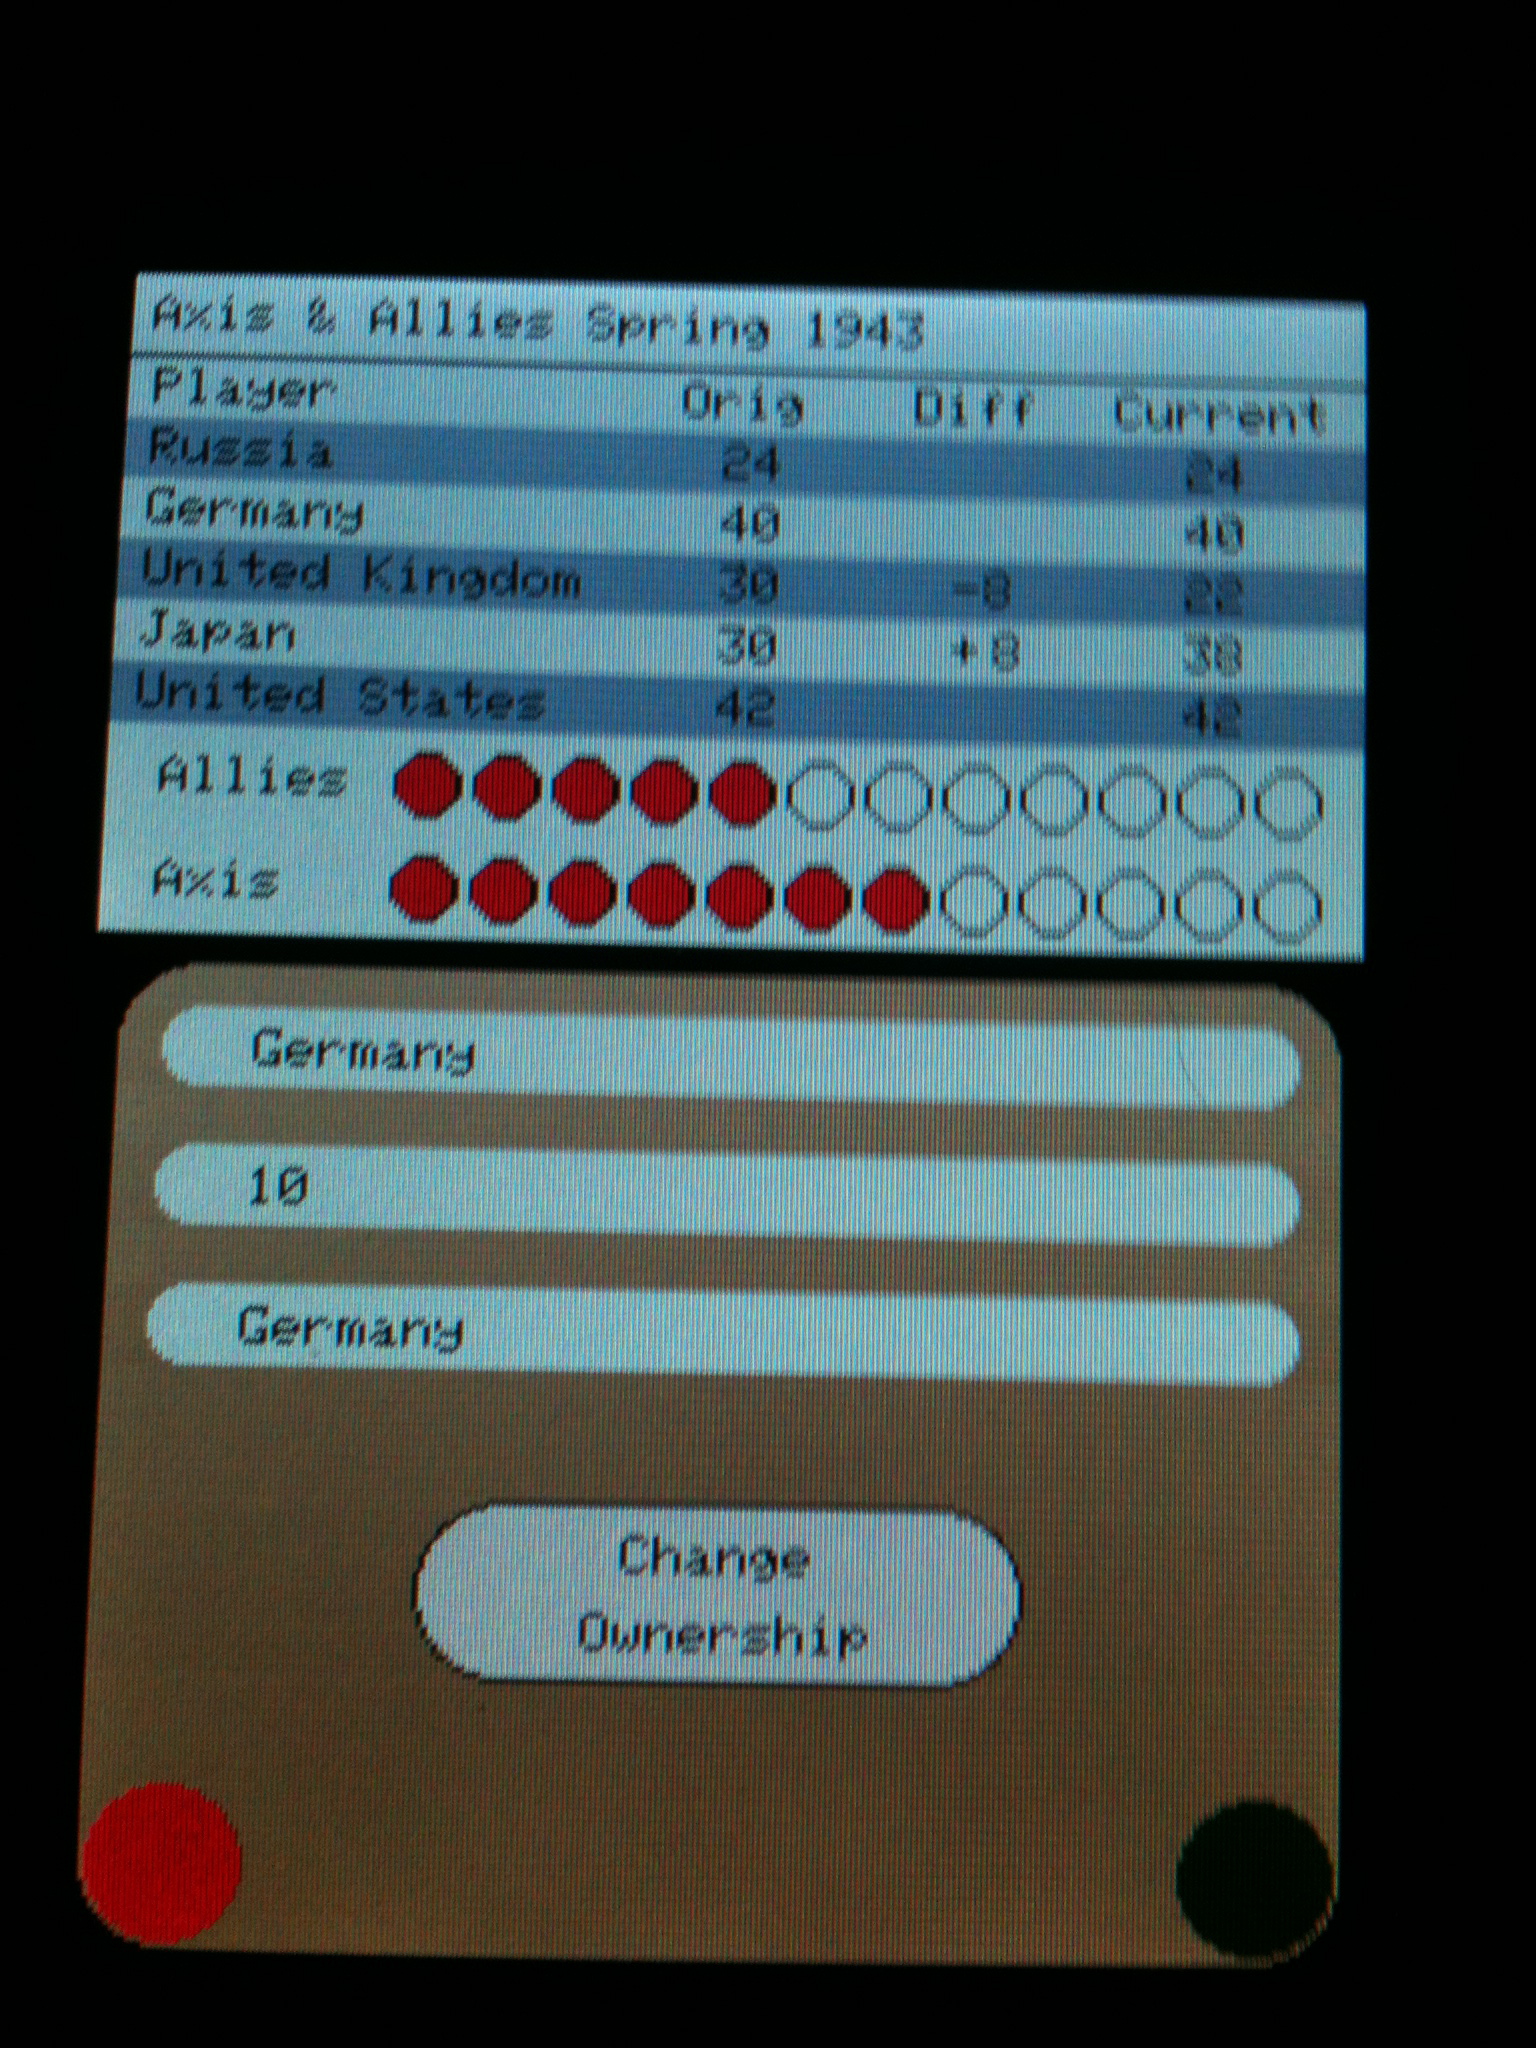 Axis & Allies Spring 1943
Player Orig Diff Current
Russia 24 24
Germany 40 40
United Kingdom 30 -8 22
Japan 30 +8 38
United States 42 42
Allies
Axis
Germany
10
Germany
Change
Ownership